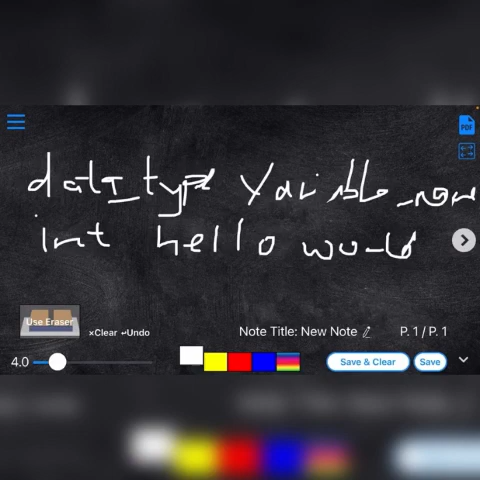 PDF
data_type variable_nam
int hello world
Use Eraser ×Clear ↵Undo Note Title: New Note P. 1 / P. 1
4.0 Save & Clear Save